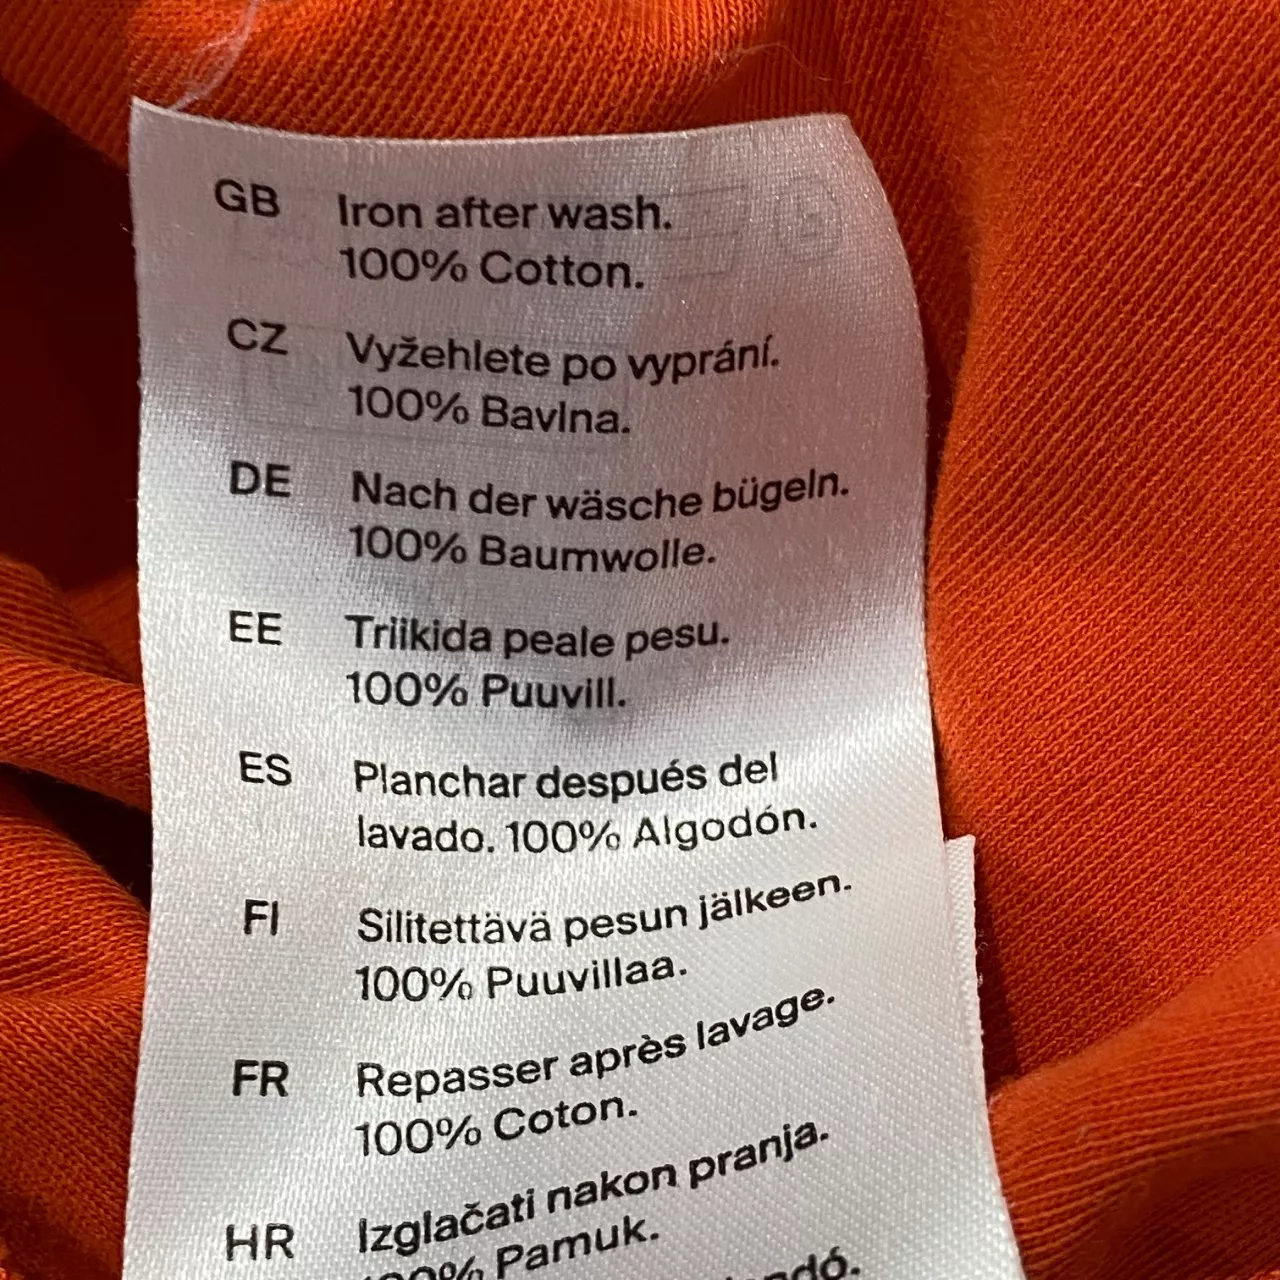 GB Iron after wash.
100% Cotton.
CZ Vyžehlete po vyprání.
100% Bavlna.
DE Nach der wäsche bügeln.
100% Baumwolle.
EE Triikida peale pesu.
100% Puuvill.
ES Planchar después del
lavado. 100% Algodón.
FI Silitettävä pesun jälkeen.
100% Puuvillaa.
FR Repasser après lavage.
100% Coton.
HR Izglačati nakon pranja.
100% Pamuk.